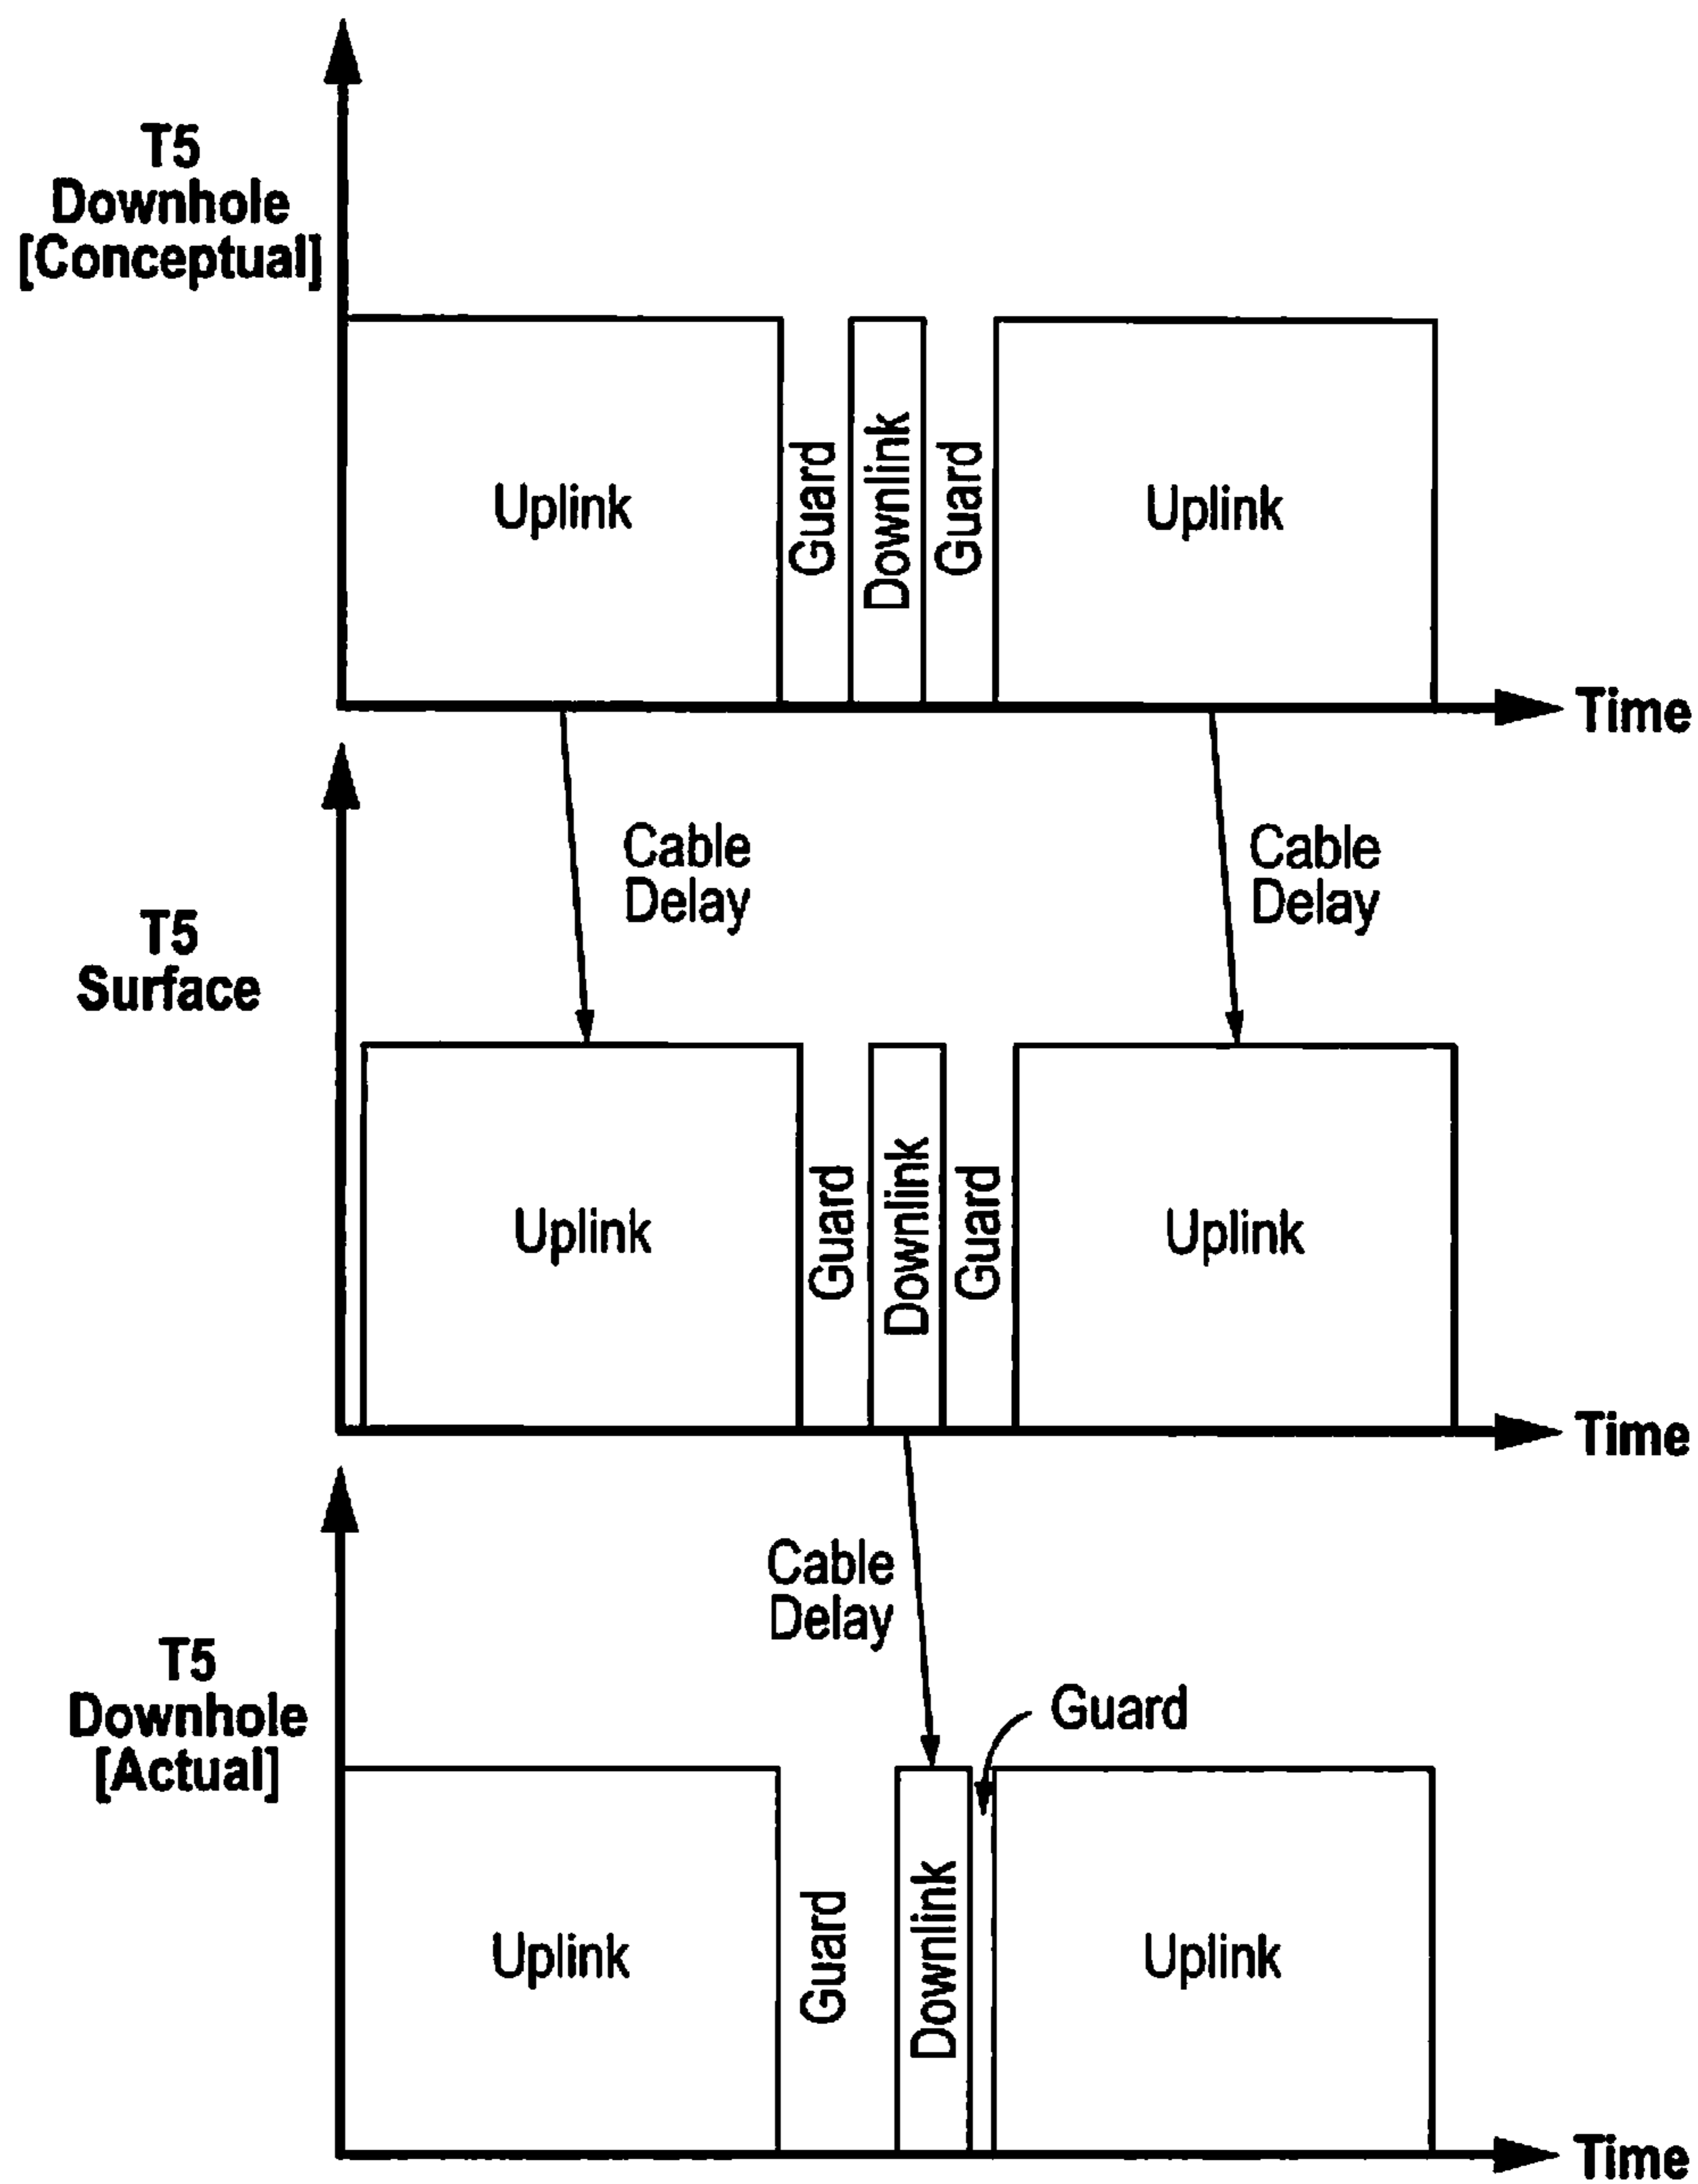 T5
Downhole
[Conceptual]
Uplink
Guard
Downlink
Guard
Uplink
Time
Cable
Delay
Cable
Delay
T5
Surface
Uplink
Guard
Downlink
Guard
Uplink
Time
Cable
Delay
Guard
T5
Downhole
[Actual]
Uplink
Guard
Downlink
Uplink
Time